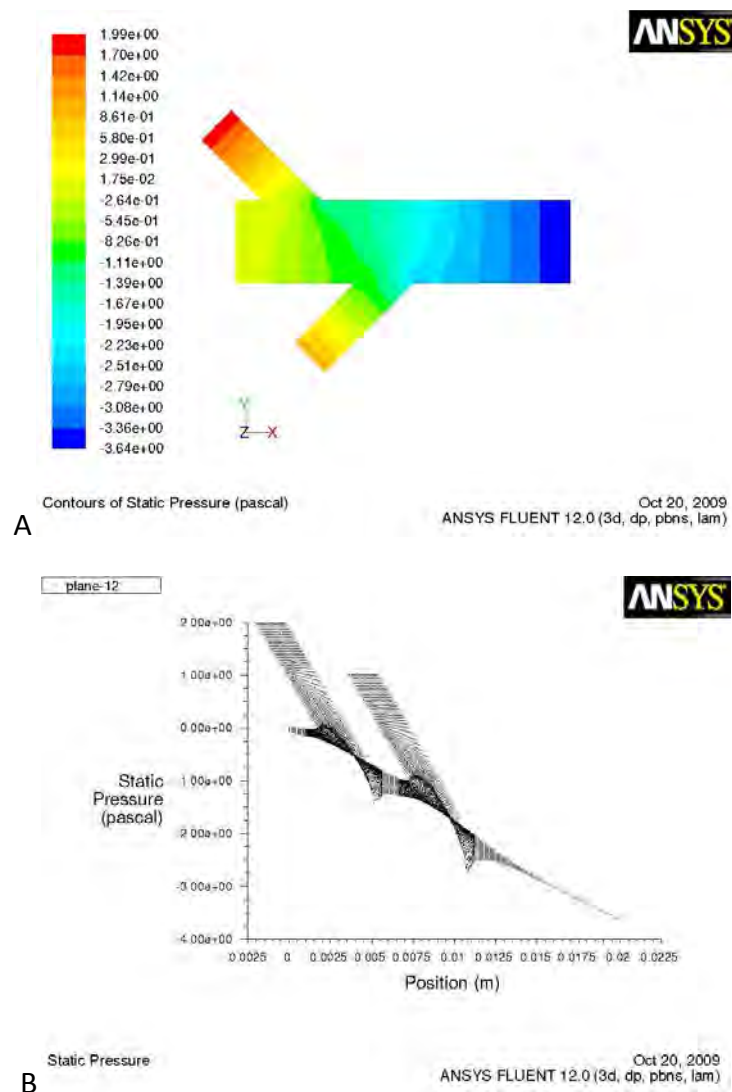 ANSYS
1.99e+00
1.70e+00
1.42e+00
1.14e+00
8.61e-01
5.80e-01
2.99e-01
1.75e-02
-2.64e-01
-5.45e-01
-8.26e-01
-1.11e+00
-1.39e+00
-1.67e+00
-1.95e+00
-2.23e+00
-2.51e+00
-2.79e+00
-3.08e+00
-3.36e+00
-3.64e+00
Y
Z X
Contours of Static Pressure (pascal)
Oct 20, 2009
ANSYS FLUENT 12.0 (3d, dp, pbns, lam)
A
plane-12
ANSYS
2.00e+00
1.00e+00
0.00e+00
1.00e+00
2.00e+00
-3.00e+00
-4.00e+00
Static
Pressure
(pascal)
0.0025 0 0.0025 0.005 0.0075 0.01 0.0125 0.015 0.0175 0.02 0.0225
Position (m)
Static Pressure
Oct 20, 2009
ANSYS FLUENT 12.0 (3d, dp, pbns, lam)
B